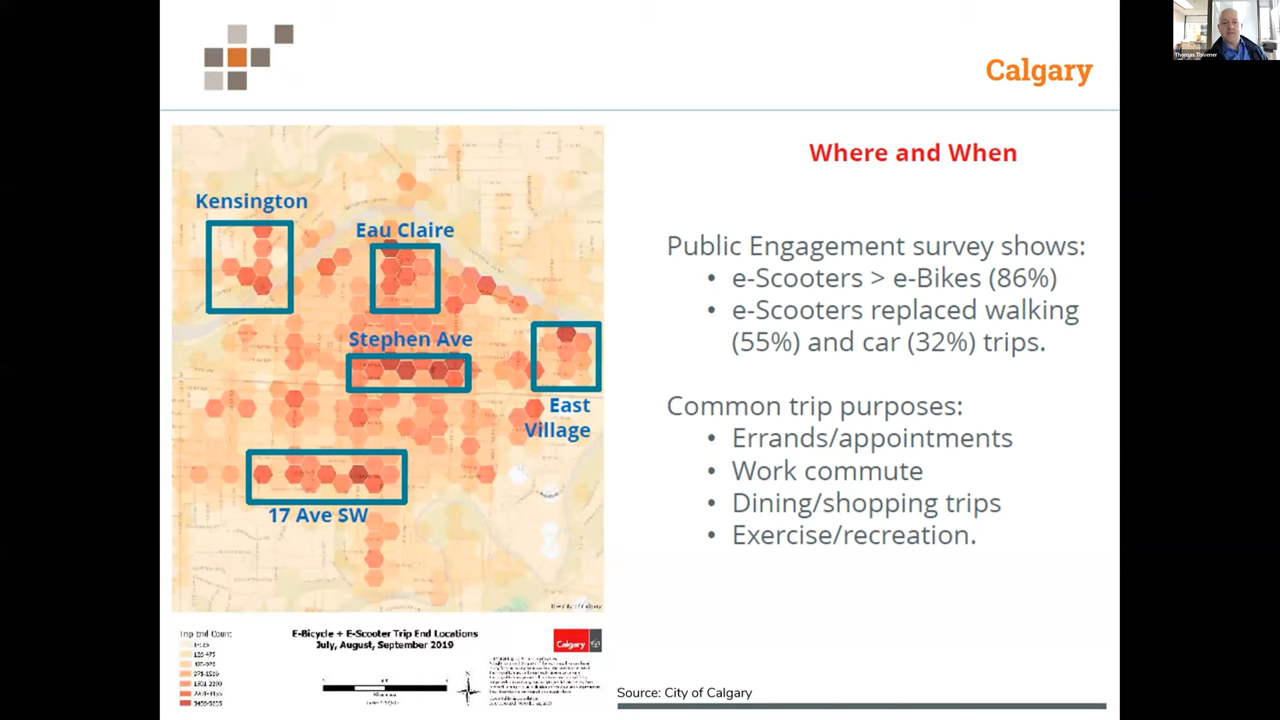 Thomas Thivener
Calgary
Where and When
Kensington
Eau Claire
Stephen Ave
East
Village
17 Ave SW
Public Engagement survey shows:
• e-Scooters > e-Bikes (86%)
• e-Scooters replaced walking
(55%) and car (32%) trips.
Common trip purposes:
• Errands/appointments
• Work commute
• Dining/shopping trips
• Exercise/recreation.
Trip End Count
E-Bicycle + E-Scooter Trip End Locations
July, August, September 2019
Calgary
N
Source: City of Calgary